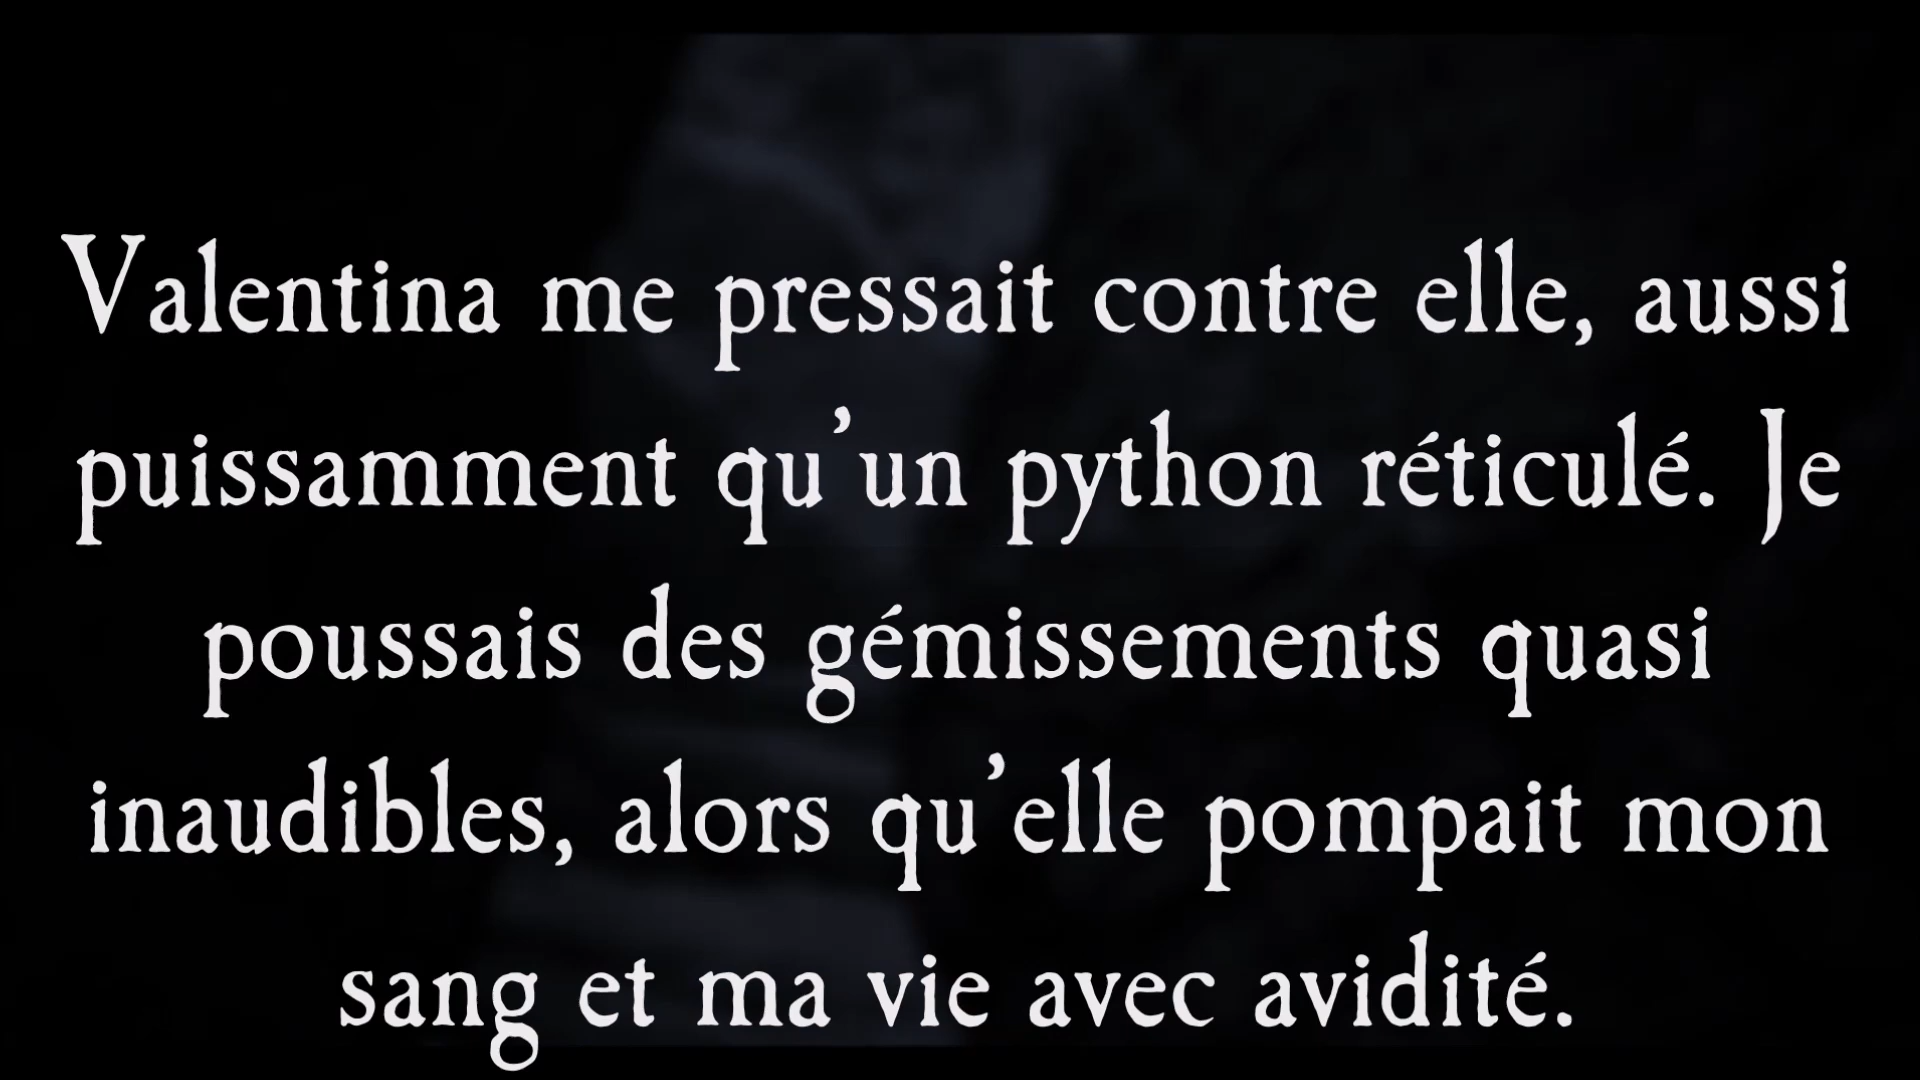 Valentina me pressait contre elle, aussi
puissamment qu’un python réticulé. Je
poussais des gémissements quasi
inaudibles, alors qu’elle pompait mon
sang et ma vie avec avidité.